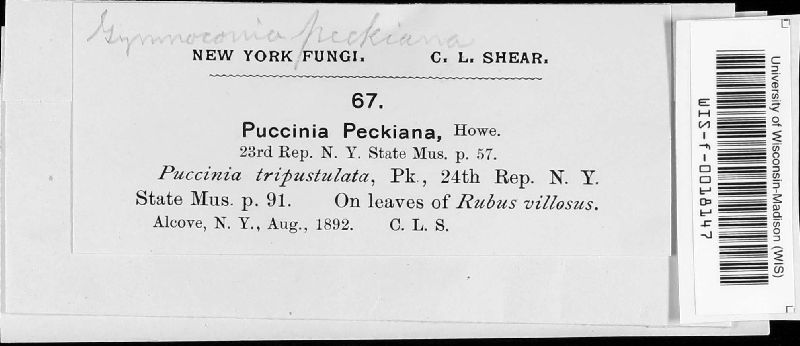 Gymnoconia peckiana
NEW YORK FUNGI. C. L. SHEAR.
67.
Puccinia Peckiana, Howe.
23rd Rep. N. Y. State Mus. p. 57.
Puccinia tripustulata, Pk., 24th Rep. N. Y.
State Mus. p. 91. On leaves of Rubus villosus.
Alcove, N. Y., Aug., 1892. C. L. S.
University of Wisconsin-Madison (WIS)
WIS-f-0018147